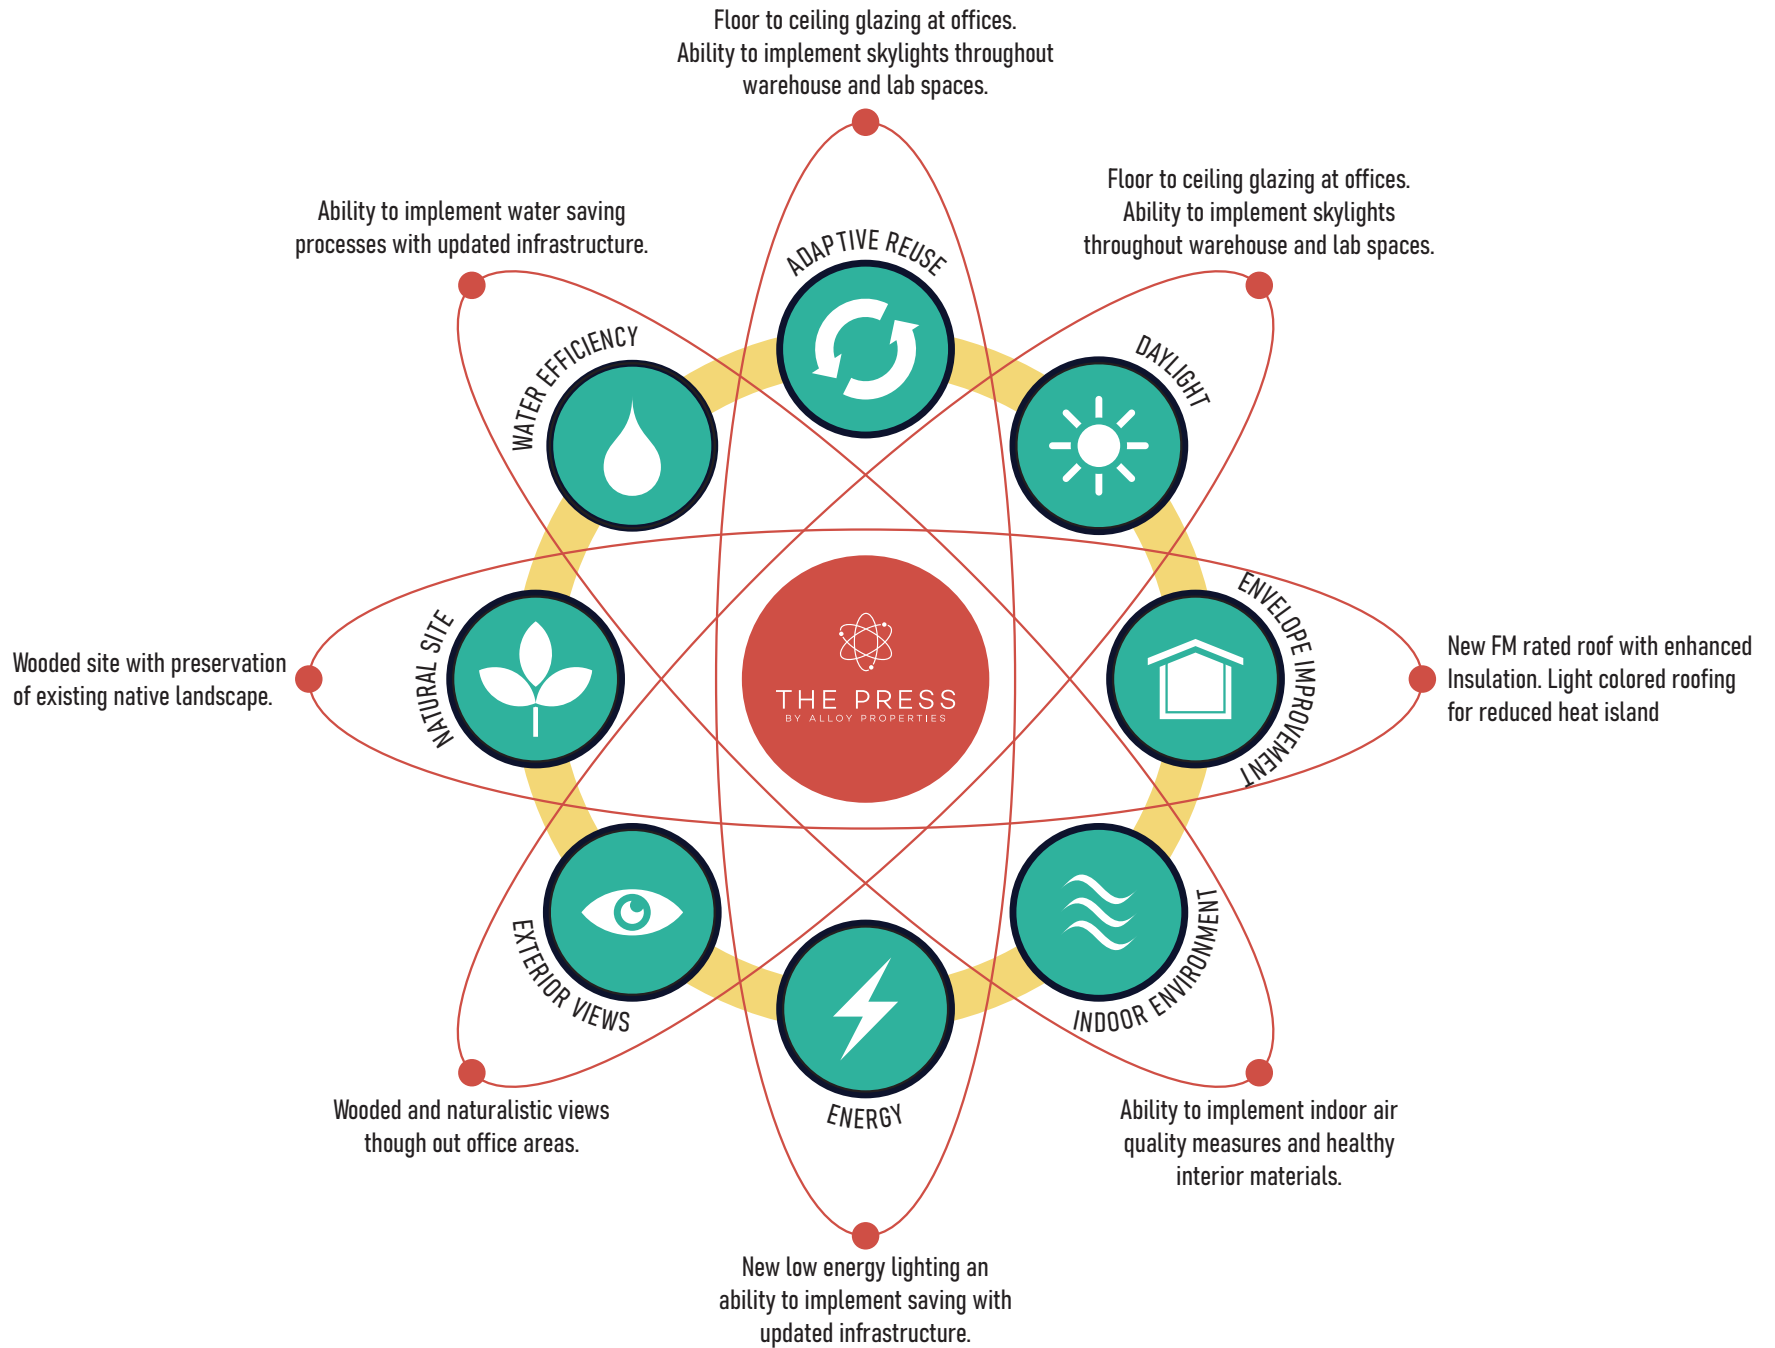 Floor to ceiling glazing at offices.
Ability to implement skylights throughout
warehouse and lab spaces.
Floor to ceiling glazing at offices.
Ability to implement skylights
throughout warehouse and lab spaces.
Ability to implement water saving
processes with updated infrastructure.
ADAPTIVE REUSE
WATER EFFICIENCY
DAYLIGHT
ENVELOPE IMPROVEMENT
NATURAL SITE
Wooded site with preservation
of existing native landscape.
THE PRESS
BY ALLOY PROPERTIES
New FM rated roof with enhanced
Insulation. Light colored roofing
for reduced heat island
EXTERIOR VIEWS
INDOOR ENVIRONMENT
ENERGY
Wooded and naturalistic views
though out office areas.
Ability to implement indoor air
quality measures and healthy
interior materials.
New low energy lighting an
ability to implement saving with
updated infrastructure.